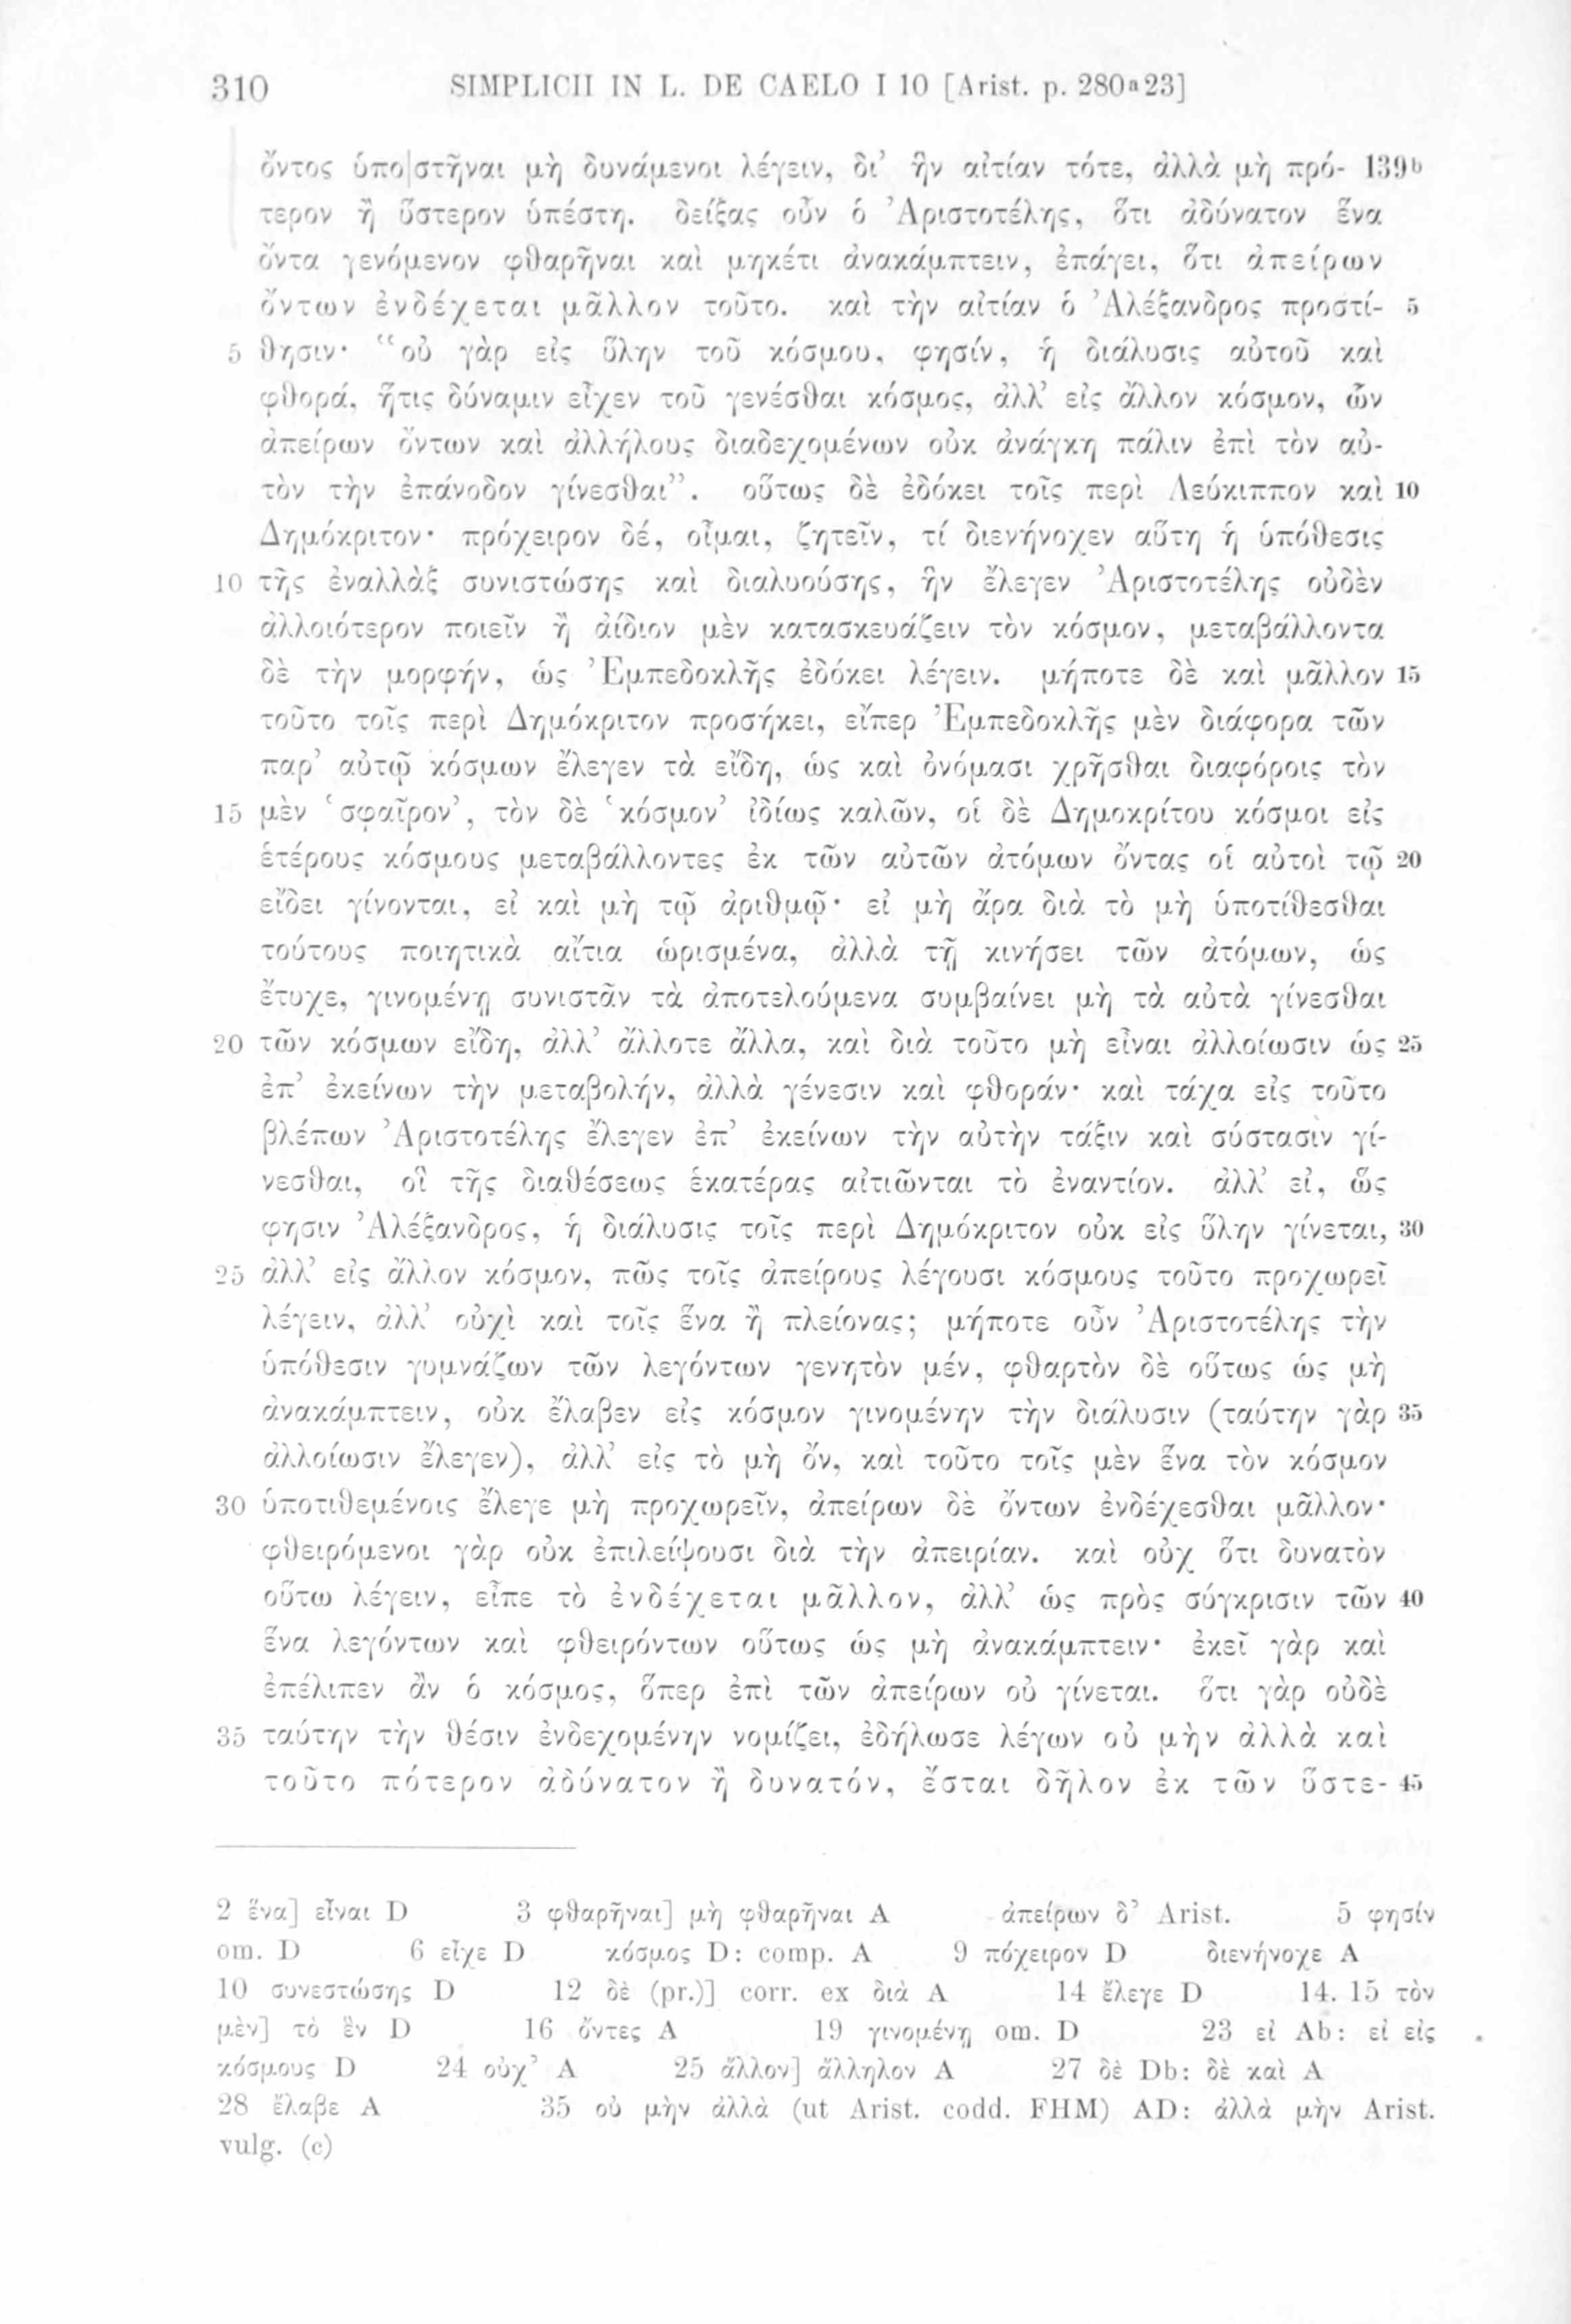 310 SIMPLICII IN L. DE CAELO I 10 [Arist. p. 280ª23]
ὄντος ὑπο|στῆναι μὴ δυνάμενοι λέγειν, δι’ ἣν αἰτίαν τότε, ἀλλὰ μὴ πρό- 139ᵇ
τερον ἢ ὕστερον ὑπέστη. δείξας οὖν ὁ Ἀριστοτέλης, ὅτι ἀδύνατον ἕνα
ὄντα γενόμενον φθαρῆναι καὶ μηκέτι ἀνακάμπτειν, ἐπάγει, ὅτι ἀπείρων
ὄντων ἐνδέχεται μᾶλλον τοῦτο. καὶ τὴν αἰτίαν ὁ Ἀλέξανδρος προστί- 5
5 θησιν· “οὐ γὰρ εἰς ὕλην τοῦ κόσμου, φησίν, ἡ διάλυσις αὐτοῦ καὶ
φθορά, ἥτις δύναμιν εἶχεν τοῦ γενέσθαι κόσμος, ἀλλ’ εἰς ἄλλον κόσμον, ὧν
ἀπείρων ὄντων καὶ ἀλλήλους διαδεχομένων οὐκ ἀνάγκη πάλιν ἐπὶ τὸν αὐ-
τὸν τὴν ἐπάνοδον γίνεσθαι”. οὕτως δὲ ἐδόκει τοῖς περὶ Λεύκιππον καὶ 10
Δημόκριτον· πρόχειρον δέ, οἶμαι, ζητεῖν, τί διενήνοχεν αὕτη ἡ ὑπόθεσις
10 τῆς ἐναλλὰξ συνιστώσης καὶ διαλυούσης, ἣν ἔλεγεν Ἀριστοτέλης οὐδὲν
ἀλλοιότερον ποιεῖν ἢ ἀίδιον μὲν κατασκευάζειν τὸν κόσμον, μεταβάλλοντα
δὲ τὴν μορφήν, ὡς Ἐμπεδοκλῆς ἐδόκει λέγειν. μήποτε δὲ καὶ μᾶλλον 15
τοῦτο τοῖς περὶ Δημόκριτον προσήκει, εἴπερ Ἐμπεδοκλῆς μὲν διάφορα τῶν
παρ’ αὐτῷ κόσμων ἔλεγεν τὰ εἴδη, ὡς καὶ ὀνόμασι χρῆσθαι διαφόροις τὸν
15 μὲν ‘σφαῖρον’, τὸν δὲ ‘κόσμον’ ἰδίως καλῶν, οἱ δὲ Δημοκρίτου κόσμοι εἰς
ἑτέρους κόσμους μεταβάλλοντες ἐκ τῶν αὐτῶν ἀτόμων ὄντας οἱ αὐτοὶ τῷ 20
εἴδει γίνονται, εἰ καὶ μὴ τῷ ἀριθμῷ· εἰ μὴ ἄρα διὰ τὸ μὴ ὑποτίθεσθαι
τούτους ποιητικὰ αἴτια ὡρισμένα, ἀλλὰ τῇ κινήσει τῶν ἀτόμων, ὡς
ἔτυχε, γινομένῃ συνιστᾶν τὰ ἀποτελούμενα συμβαίνει μὴ τὰ αὐτὰ γίνεσθαι
20 τῶν κόσμων εἴδη, ἀλλ’ ἄλλοτε ἄλλα, καὶ διὰ τοῦτο μὴ εἶναι ἀλλοίωσιν ὡς 25
ἐπ’ ἐκείνων τὴν μεταβολήν, ἀλλὰ γένεσιν καὶ φθοράν· καὶ τάχα εἰς τοῦτο
βλέπων Ἀριστοτέλης ἔλεγεν ἐπ’ ἐκείνων τὴν αὐτὴν τάξιν καὶ σύστασιν γί-
νεσθαι, οἳ τῆς διαθέσεως ἑκατέρας αἰτιῶνται τὸ ἐναντίον. ἀλλ’ εἰ, ὥς
φησιν Ἀλέξανδρος, ἡ διάλυσις τοῖς περὶ Δημόκριτον οὐκ εἰς ὕλην γίνεται, 30
25 ἀλλ’ εἰς ἄλλον κόσμον, πῶς τοῖς ἀπείρους λέγουσι κόσμους τοῦτο προχωρεῖ
λέγειν, ἀλλ’ οὐχὶ καὶ τοῖς ἕνα ἢ πλείονας; μήποτε οὖν Ἀριστοτέλης τὴν
ὑπόθεσιν γυμνάζων τῶν λεγόντων γενητὸν μέν, φθαρτὸν δὲ οὕτως ὡς μὴ
ἀνακάμπτειν, οὐκ ἔλαβεν εἰς κόσμον γινομένην τὴν διάλυσιν (ταύτην γὰρ 35
ἀλλοίωσιν ἔλεγεν), ἀλλ’ εἰς τὸ μὴ ὄν, καὶ τοῦτο τοῖς μὲν ἕνα τὸν κόσμον
30 ὑποτιθεμένοις ἔλεγε μὴ προχωρεῖν, ἀπείρων δὲ ὄντων ἐνδέχεσθαι μᾶλλον·
φθειρόμενοι γὰρ οὐκ ἐπιλείψουσι διὰ τὴν ἀπειρίαν. καὶ οὐχ ὅτι δυνατὸν
οὕτω λέγειν, εἶπε τὸ ἐνδέχεται μᾶλλον, ἀλλ’ ὡς πρὸς σύγκρισιν τῶν 40
ἕνα λεγόντων καὶ φθειρόντων οὕτως ὡς μὴ ἀνακάμπτειν· ἐκεῖ γὰρ καὶ
ἐπέλιπεν ἂν ὁ κόσμος, ὅπερ ἐπὶ τῶν ἀπείρων οὐ γίνεται. ὅτι γὰρ οὐδὲ
35 ταύτην τὴν θέσιν ἐνδεχομένην νομίζει, ἐδήλωσε λέγων οὐ μὴν ἀλλὰ καὶ
τοῦτο πότερον ἀδύνατον ἢ δυνατόν, ἔσται δῆλον ἐκ τῶν ὕστε- 45
2 ἕνα] εἶναι D 3 φθαρῆναι] μὴ φθαρῆναι A ἀπείρων δ’ Arist. 5 φησίν
om. D 6 εἶχε D κόσμος D: comp. A 9 πόχειρον D διενήνοχε A
10 συνεστώσης D 12 δὲ (pr.)] corr. ex διὰ A 14 ἔλεγε D 14. 15 τὸν
μὲν] τὸ ἓν D 16 ὄντες A 19 γινομένῃ om. D 23 εἰ Ab: εἰ εἰς
κόσμους D 24 οὐχ’ A 25 ἄλλον] ἄλληλον A 27 δὲ Db: δὲ καὶ A
28 ἔλαβε A 35 οὐ μὴν ἀλλὰ (ut Arist. codd. FHM) AD: ἀλλὰ μὴν Arist.
vulg. (c)